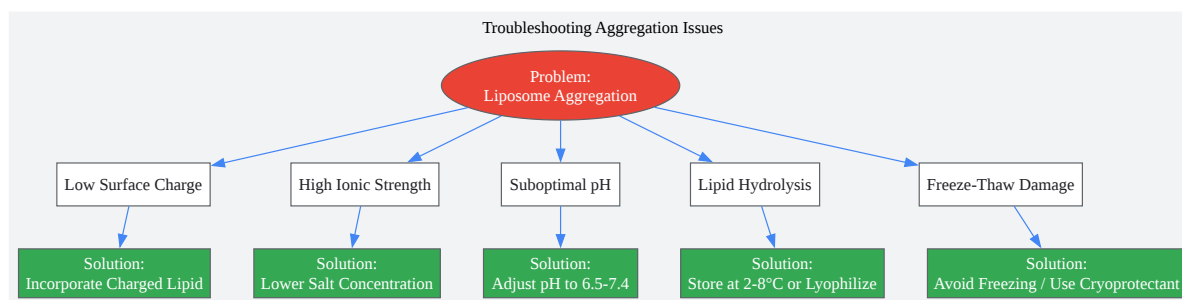 Troubleshooting Aggregation Issues
Problem:
Liposome Aggregation
Low Surface Charge
High Ionic Strength
Suboptimal pH
Lipid Hydrolysis
Freeze-Thaw Damage
Solution:
Incorporate Charged Lipid
Solution:
Lower Salt Concentration
Solution:
Adjust pH to 6.5-7.4
Solution:
Store at 2-8°C or Lyophilize
Solution:
Avoid Freezing / Use Cryoprotectant